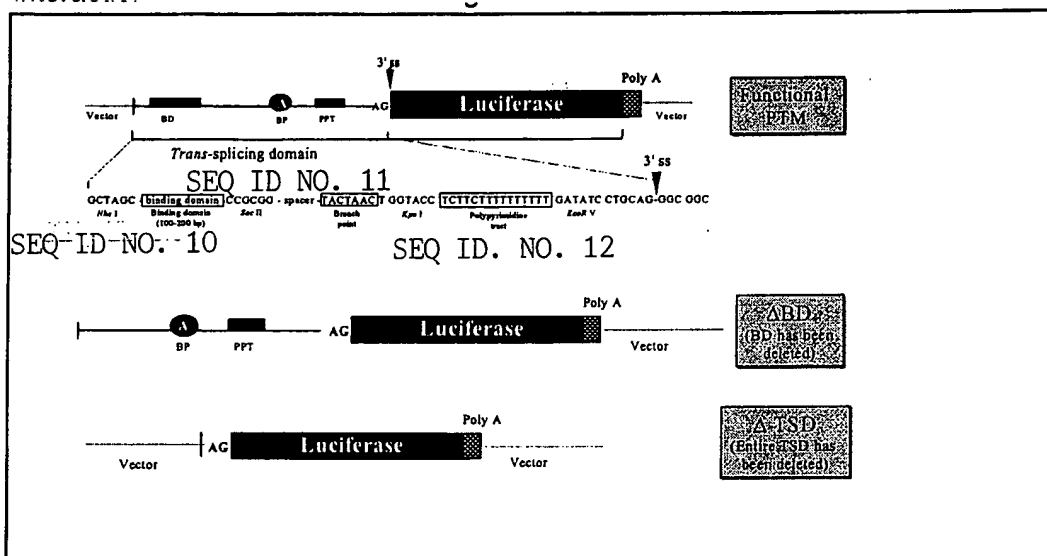 3' ss
Poly A
AG Luciferase
Functional PTM
Vector BD A BP PPT Vector
Trans-splicing domain
3' ss
SEQ ID NO. 11
GCTAGC - binding domain - CCGCGG - spacer - TACTAAC T GGTACC TCTTCTTTTTTTTTT GATATC CTGCAG-GGC GGC
Nhe I Binding domain (100-250 bp) Sac II Branch point Kpn I Polypyrimidine tract EcoR V
SEQ-ID-NO. 10 SEQ ID. NO. 12
Poly A
A AG Luciferase
BP PPT Vector
ΔBD
(BD has been deleted)
Poly A
AG Luciferase
Vector Vector
Δ-TSD
(Entire TSD has been deleted)